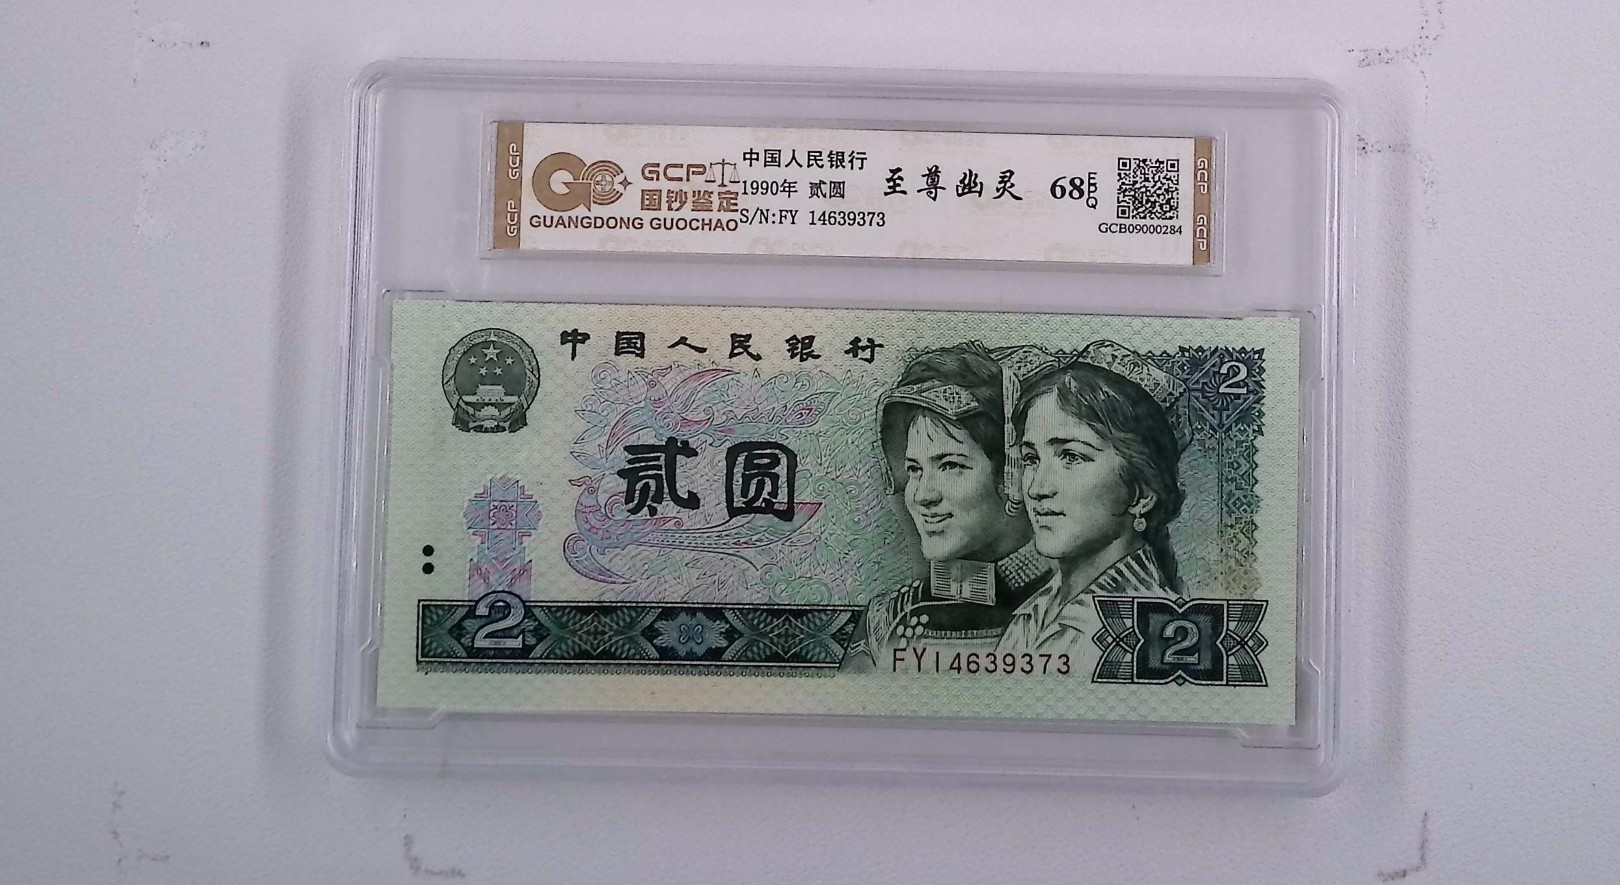 GCP GCP
GCP
国钞鉴定
GUANGDONG GUOCHAO
中国人民银行
1990年 贰圆
S/N:FY 14639373
至尊幽灵
68 EPQ
GCB09000284
GCP GCP
中国人民银行
2
贰圆
2
FY14639373
2